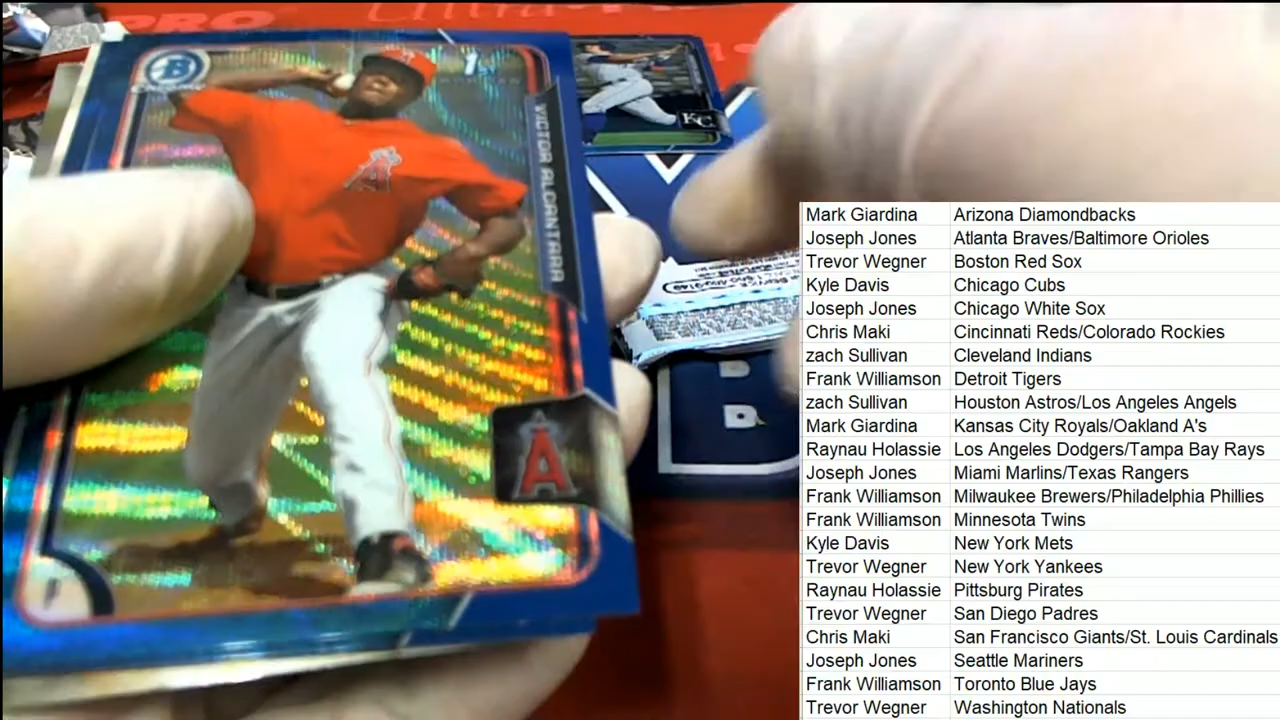 PRO
Ultra
B
1st
VICTOR ALCANTARA
A
A
P
KC
Mark Giardina Arizona Diamondbacks
Joseph Jones Atlanta Braves/Baltimore Orioles
Trevor Wegner Boston Red Sox
Kyle Davis Chicago Cubs
Joseph Jones Chicago White Sox
Chris Maki Cincinnati Reds/Colorado Rockies
zach Sullivan Cleveland Indians
Frank Williamson Detroit Tigers
zach Sullivan Houston Astros/Los Angeles Angels
Mark Giardina Kansas City Royals/Oakland A's
Raynau Holassie Los Angeles Dodgers/Tampa Bay Rays
Joseph Jones Miami Marlins/Texas Rangers
Frank Williamson Milwaukee Brewers/Philadelphia Phillies
Frank Williamson Minnesota Twins
Kyle Davis New York Mets
Trevor Wegner New York Yankees
Raynau Holassie Pittsburg Pirates
Trevor Wegner San Diego Padres
Chris Maki San Francisco Giants/St. Louis Cardinals
Joseph Jones Seattle Mariners
Frank Williamson Toronto Blue Jays
Trevor Wegner Washington Nationals